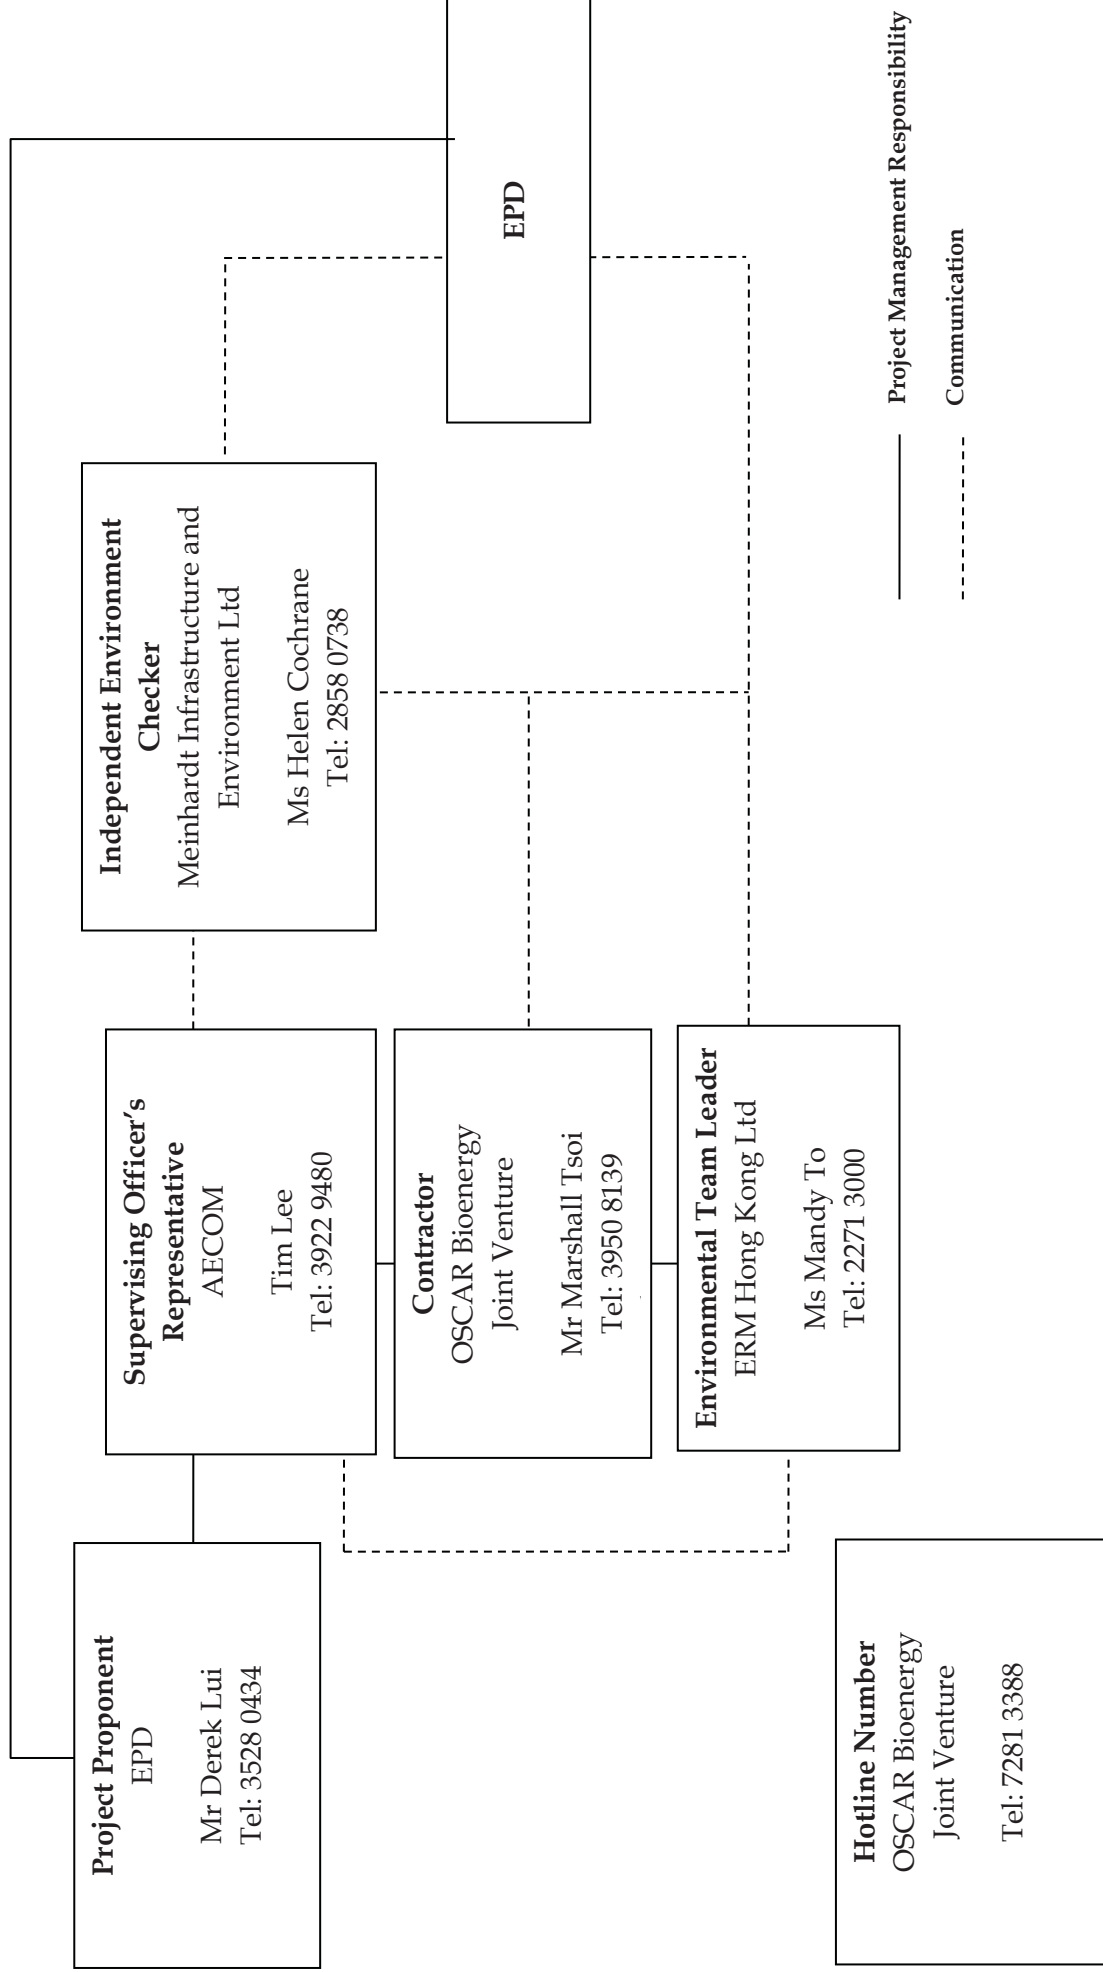 Project Proponent
EPD
Mr Derek Lui
Tel: 3528 0434
Supervising Officer’s
Representative
AECOM
Tim Lee
Tel: 3922 9480
Independent Environment
Checker
Meinhardt Infrastructure and
Environment Ltd
Ms Helen Cochrane
Tel: 2858 0738
Contractor
OSCAR Bioenergy
Joint Venture
Mr Marshall Tsoi
Tel: 3950 8139
EPD
Environmental Team Leader
ERM Hong Kong Ltd
Ms Mandy To
Tel: 2271 3000
Hotline Number
OSCAR Bioenergy
Joint Venture
Tel: 7281 3388
Project Management Responsibility
Communication